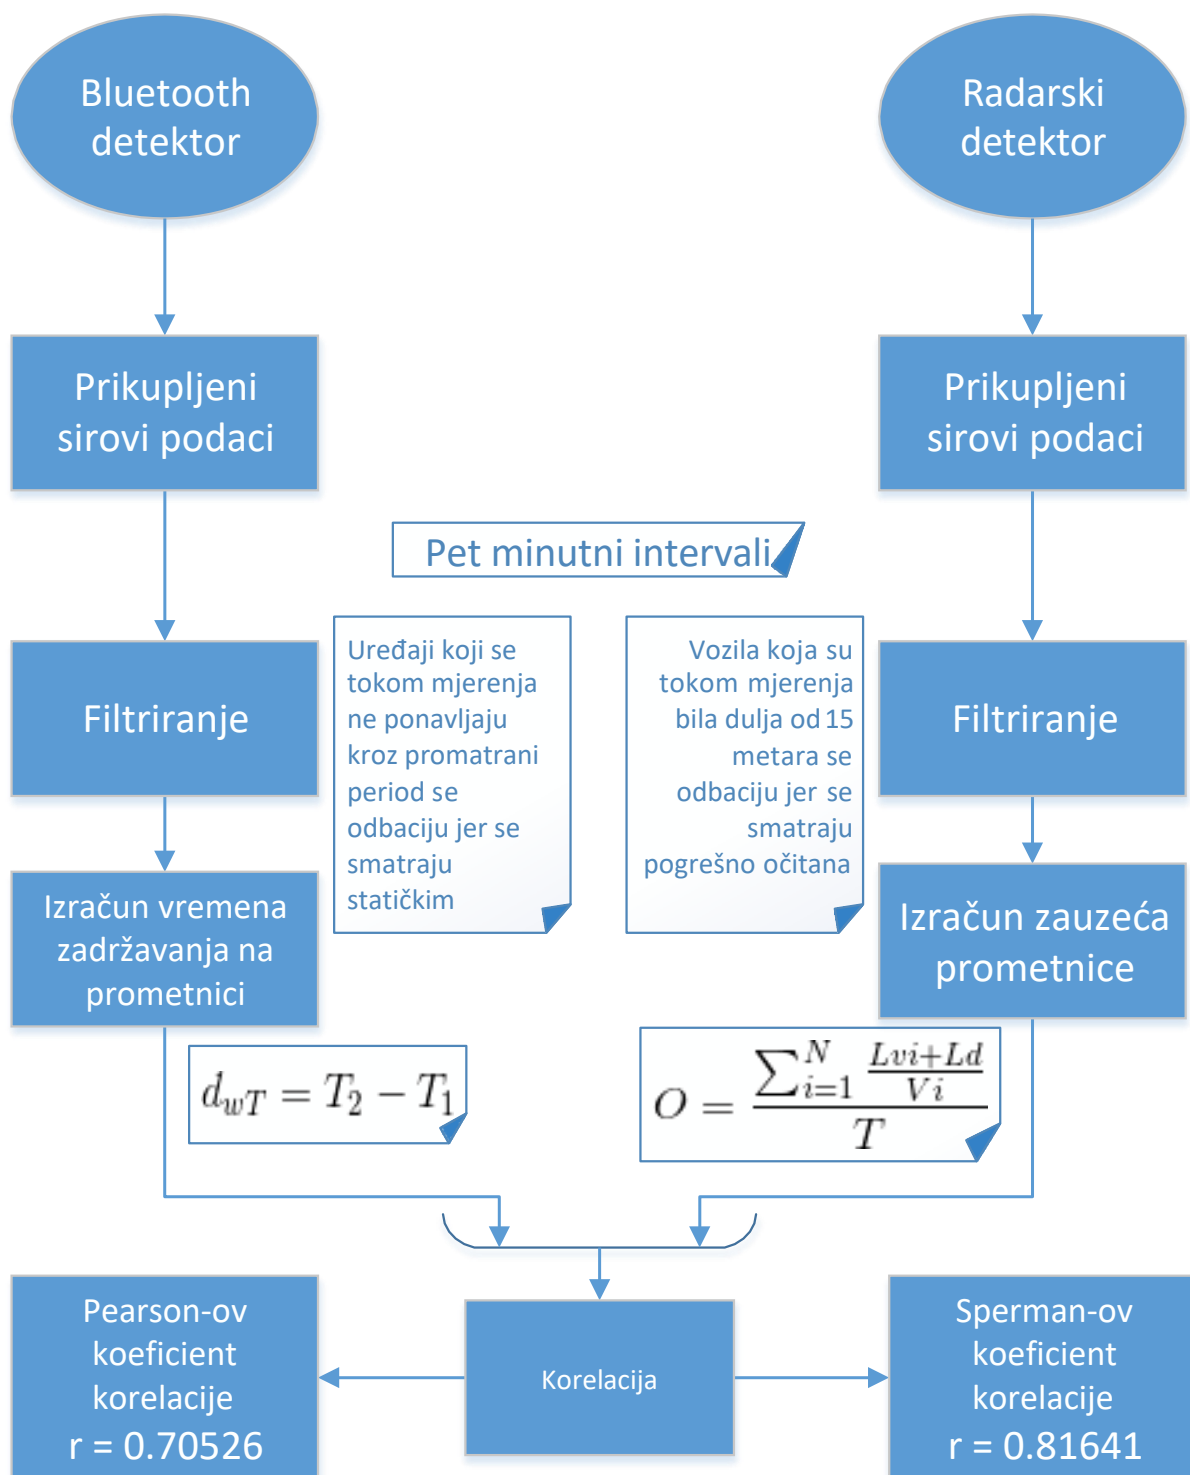 Bluetooth
detektor
Radarski
detektor
Prikupljeni
sirovi podaci
Prikupljeni
sirovi podaci
Pet minutni intervali
Filtriranje
Uređaji koji se
tokom mjerenja
ne ponavljaju
kroz promatrani
period se
odbaciju jer se
smatraju
statičkim
Vozila koja su
tokom mjerenja
bila dulja od 15
metara se
odbaciju jer se
smatraju
pogrešno očitana
Filtriranje
Izračun vremena
zadržavanja na
prometnici
Izračun zauzeća
prometnice
$d_{wT} = T_2 - T_1$
$O = \frac{\sum_{i=1}^{N} \frac{Lvi+Ld}{Vi}}{T}$
Pearson-ov
koeficient
korelacije
r = 0.70526
Korelacija
Sperman-ov
koeficient
korelacije
r = 0.81641